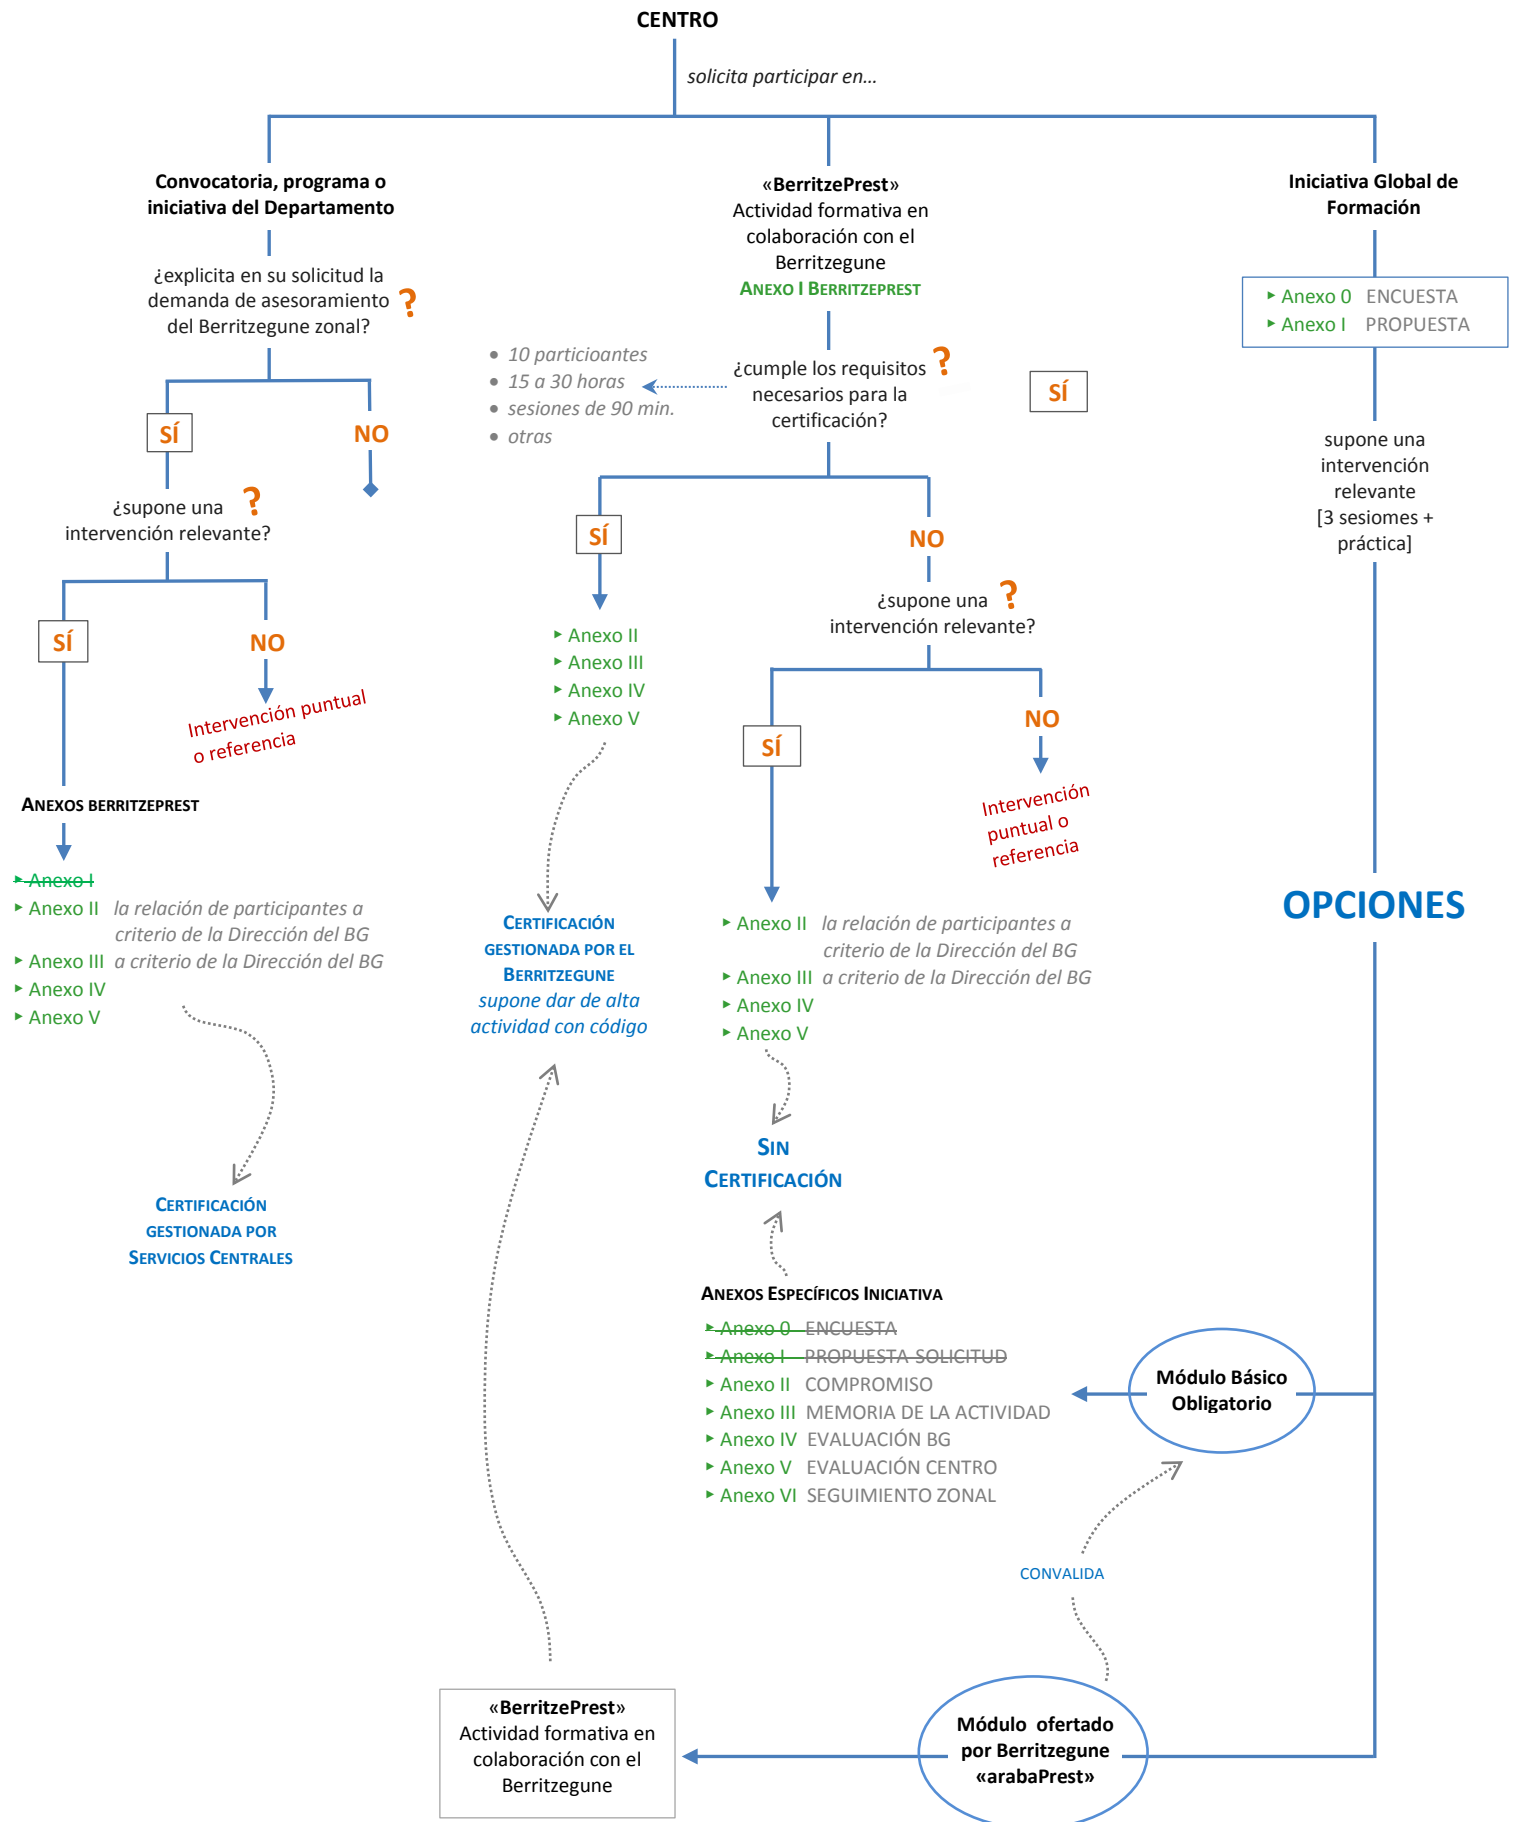 CENTRO
solicita participar en...
Convocatoria, programa o
iniciativa del Departamento
¿explicita en su solicitud la
demanda de asesoramiento
del Berritzegune zonal?
?
SÍ
NO
¿supone una
intervención relevante?
?
SÍ
NO
Intervención puntual
o referencia
ANEXOS BERRITZEPREST
▸ Anexo I
▸ Anexo II la relación de participantes a
criterio de la Dirección del BG
▸ Anexo III a criterio de la Dirección del BG
▸ Anexo IV
▸ Anexo V
CERTIFICACIÓN
GESTIONADA POR
SERVICIOS CENTRALES
«BerritzePrest»
Actividad formativa en
colaboración con el
Berritzegune
ANEXO I BERRITZEPREST
¿cumple los requisitos
necesarios para la
certificación?
?
• 10 particioantes
• 15 a 30 horas
• sesiones de 90 min.
• otras
SÍ
SÍ
NO
▸ Anexo II
▸ Anexo III
▸ Anexo IV
▸ Anexo V
CERTIFICACIÓN
GESTIONADA POR EL
BERRITZEGUNE
supone dar de alta
actividad con código
¿supone una
intervención relevante?
?
SÍ
NO
Intervención
puntual o
referencia
▸ Anexo II la relación de participantes a
criterio de la Dirección del BG
▸ Anexo III a criterio de la Dirección del BG
▸ Anexo IV
▸ Anexo V
SIN
CERTIFICACIÓN
ANEXOS ESPECÍFICOS INICIATIVA
▸ Anexo 0 ENCUESTA
▸ Anexo I PROPUESTA SOLICITUD
▸ Anexo II COMPROMISO
▸ Anexo III MEMORIA DE LA ACTIVIDAD
▸ Anexo IV EVALUACIÓN BG
▸ Anexo V EVALUACIÓN CENTRO
▸ Anexo VI SEGUIMIENTO ZONAL
Iniciativa Global de
Formación
▸ Anexo 0 ENCUESTA
▸ Anexo I PROPUESTA
supone una
intervención
relevante
[3 sesiomes +
práctica]
OPCIONES
Módulo Básico
Obligatorio
CONVALIDA
Módulo ofertado
por Berritzegune
«arabaPrest»
«BerritzePrest»
Actividad formativa en
colaboración con el
Berritzegune